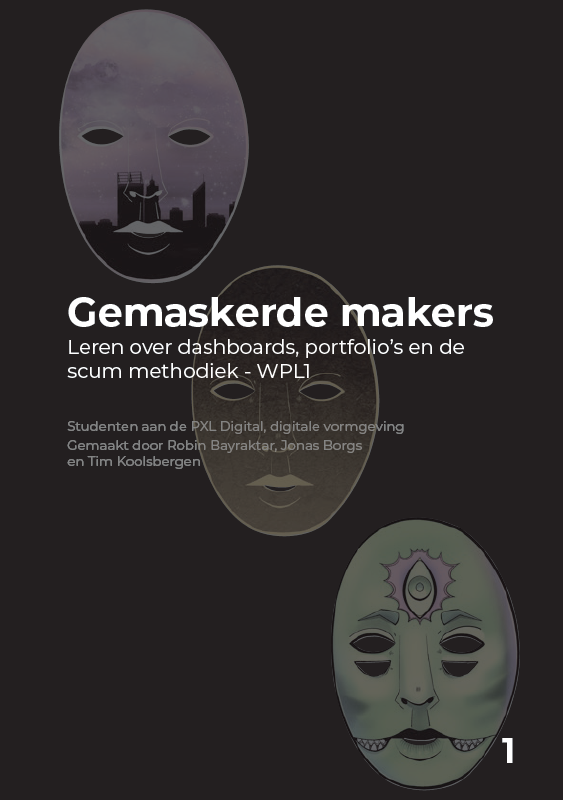 Gemaskerde makers
Leren over dashboards, portfolio’s en de
scum methodiek - WPL1
Studenten aan de PXL Digital, digitale vormgeving
Gemaakt door Robin Bayraktar, Jonas Borgs
en Tim Koolsbergen
1